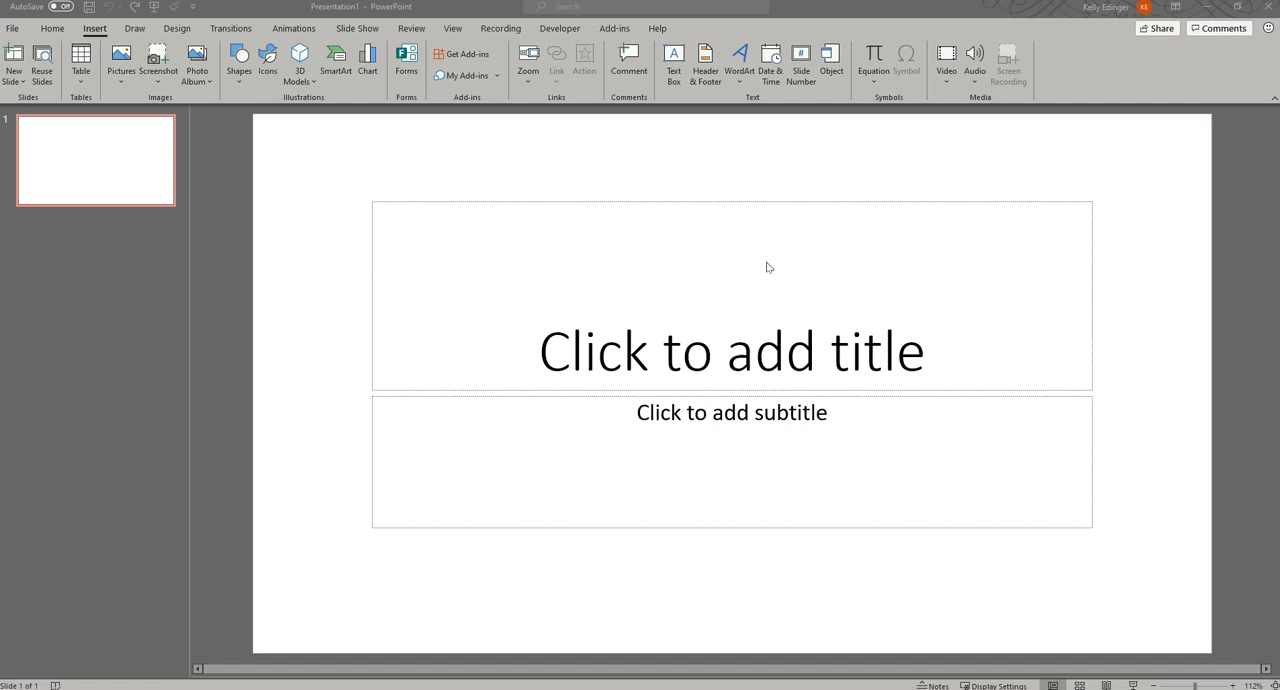 AutoSave Off Presentation1 - PowerPoint Search Kelly Edinger KE
File Home Insert Draw Design Transitions Animations Slide Show Review View Recording Developer Add-ins Help Share Comments
New Slide Reuse Slides Table Pictures Screenshot Photo Album Shapes Icons 3D Models SmartArt Chart Forms Get Add-ins My Add-ins Zoom Link Action Comment Text Box Header & Footer WordArt Date & Time Slide Number Object Equation Symbol Video Audio Screen Recording
Slides Tables Images Illustrations Forms Add-ins Links Comments Text Symbols Media
1
Click to add title
Click to add subtitle
Slide 1 of 1 Notes Display Settings 112%